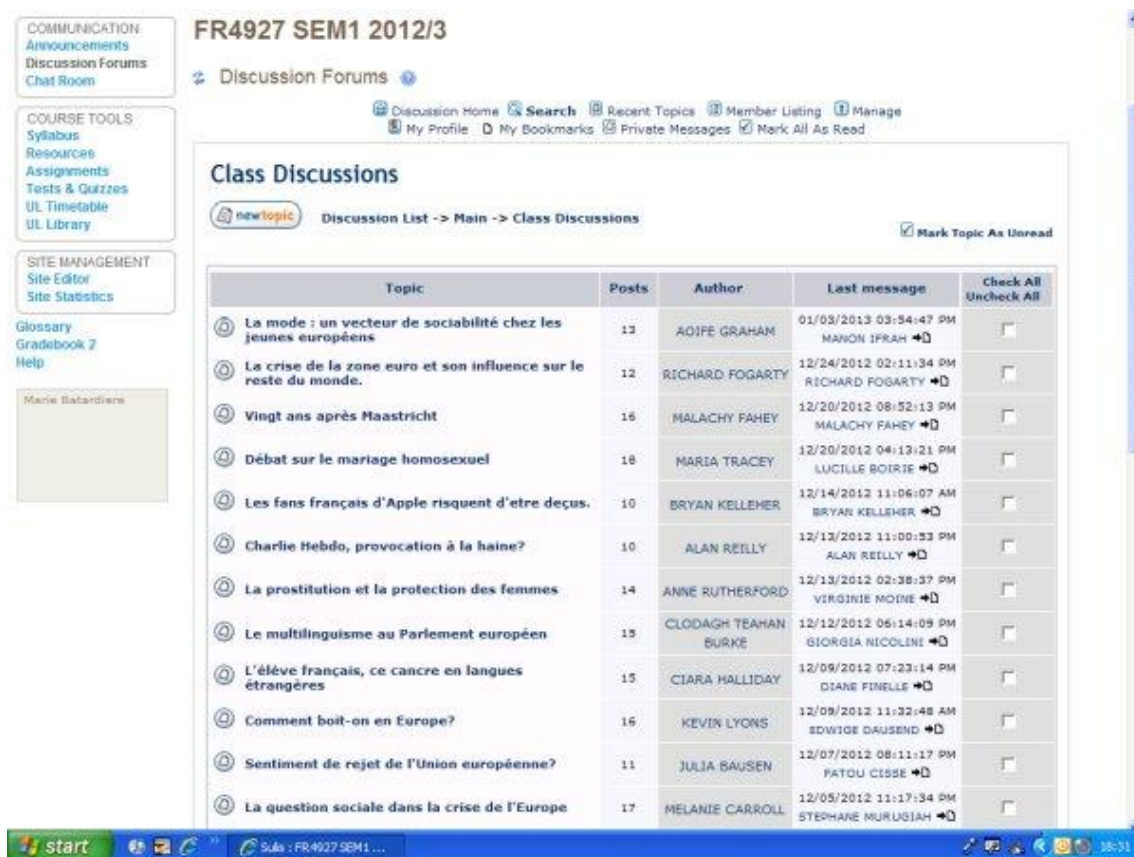 COMMUNICATION
Announcements
Discussion Forums
Chat Room
COURSE TOOLS
Syllabus
Resources
Assignments
Tests & Quizzes
UL Timetable
UL Library
SITE MANAGEMENT
Site Editor
Site Statistics
Glossary
Gradebook 2
Help
Marie Batardiere
FR4927 SEM1 2012/3
Discussion Forums
Discussion Home Search Recent Topics Member Listing Manage
My Profile My Bookmarks Private Messages Mark All As Read
Class Discussions
newtopic Discussion List -> Main -> Class Discussions
Mark Topic As Unread
Topic Posts Author Last message Check All
Uncheck All
La mode : un vecteur de sociabilité chez les
jeunes européens
13 AOIFE GRAHAM
01/03/2013 03:54:47 PM
MANON IFRAH
La crise de la zone euro et son influence sur le
reste du monde.
12 RICHARD FOGARTY
12/24/2012 02:11:34 PM
RICHARD FOGARTY
Vingt ans après Maastricht
16 MALACHY FAHEY
12/20/2012 08:52:13 PM
MALACHY FAHEY
Débat sur le mariage homosexuel
18 MARIA TRACEY
12/20/2012 04:13:21 PM
LUCILLE BOIRIE
Les fans français d'Apple risquent d'etre deçus.
10 BRYAN KELLEHER
12/14/2012 11:06:07 AM
BRYAN KELLEHER
Charlie Hebdo, provocation à la haine?
10 ALAN REILLY
12/13/2012 11:00:53 PM
ALAN REILLY
La prostitution et la protection des femmes
14 ANNE RUTHERFORD
12/13/2012 02:38:37 PM
VIRGINIE MOINE
Le multilinguisme au Parlement européen
15 CLODAGH TEAHAN
BURKE
12/12/2012 06:14:09 PM
GIORGIA NICOLINI
L'élève français, ce cancre en langues
étrangères
15 CIARA HALLIDAY
12/09/2012 07:23:14 PM
DIANE FINELLE
Comment boit-on en Europe?
16 KEVIN LYONS
12/09/2012 11:32:48 AM
EDWIGE DAUSEND
Sentiment de rejet de l'Union européenne?
11 JULIA BAUSEN
12/07/2012 08:11:17 PM
FATOU CISSE
La question sociale dans la crise de l'Europe
17 MELANIE CARROLL
12/05/2012 11:17:34 PM
STEPHANE MURUGIAH
start
Sulis : FR4927 SEM1 ...
18:31